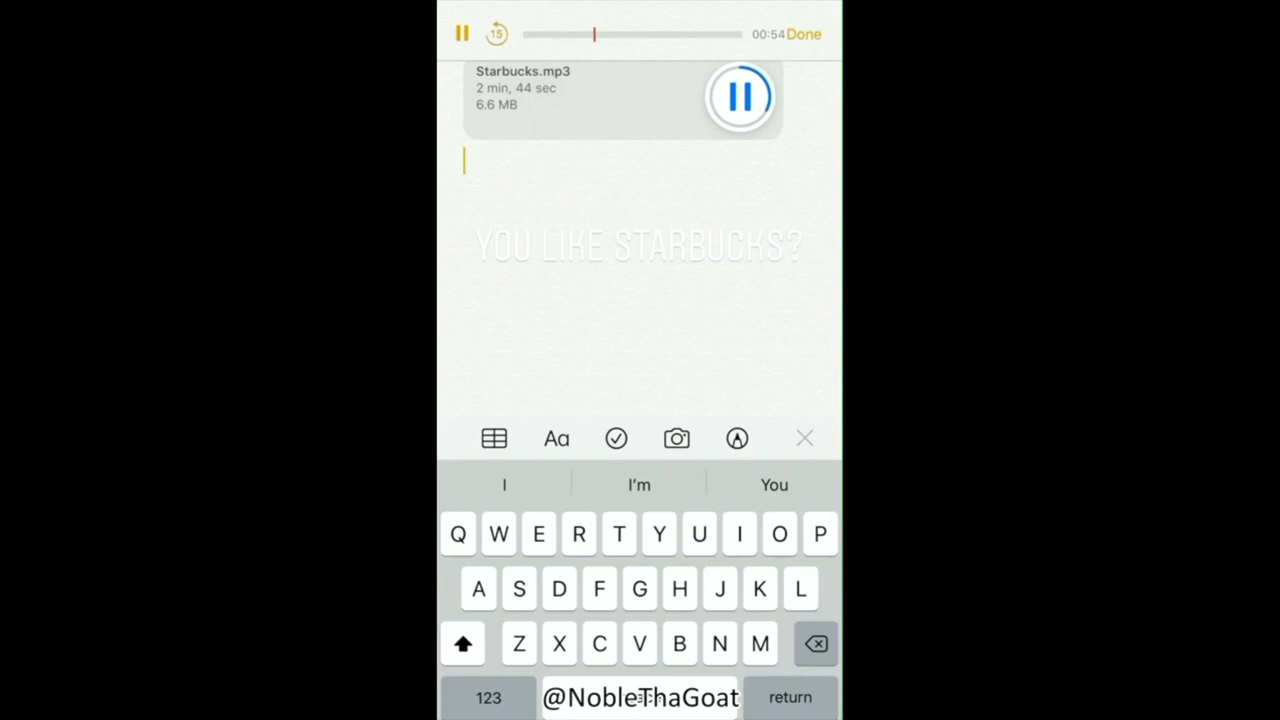 15
00:54 Done
Starbucks.mp3
2 min, 44 sec
6.6 MB
YOU LIKE STARBUCKS?
Aa
I I'm You
Q W E R T Y U I O P
A S D F G H J K L
Z X C V B N M
123 @NobleThaGoat return